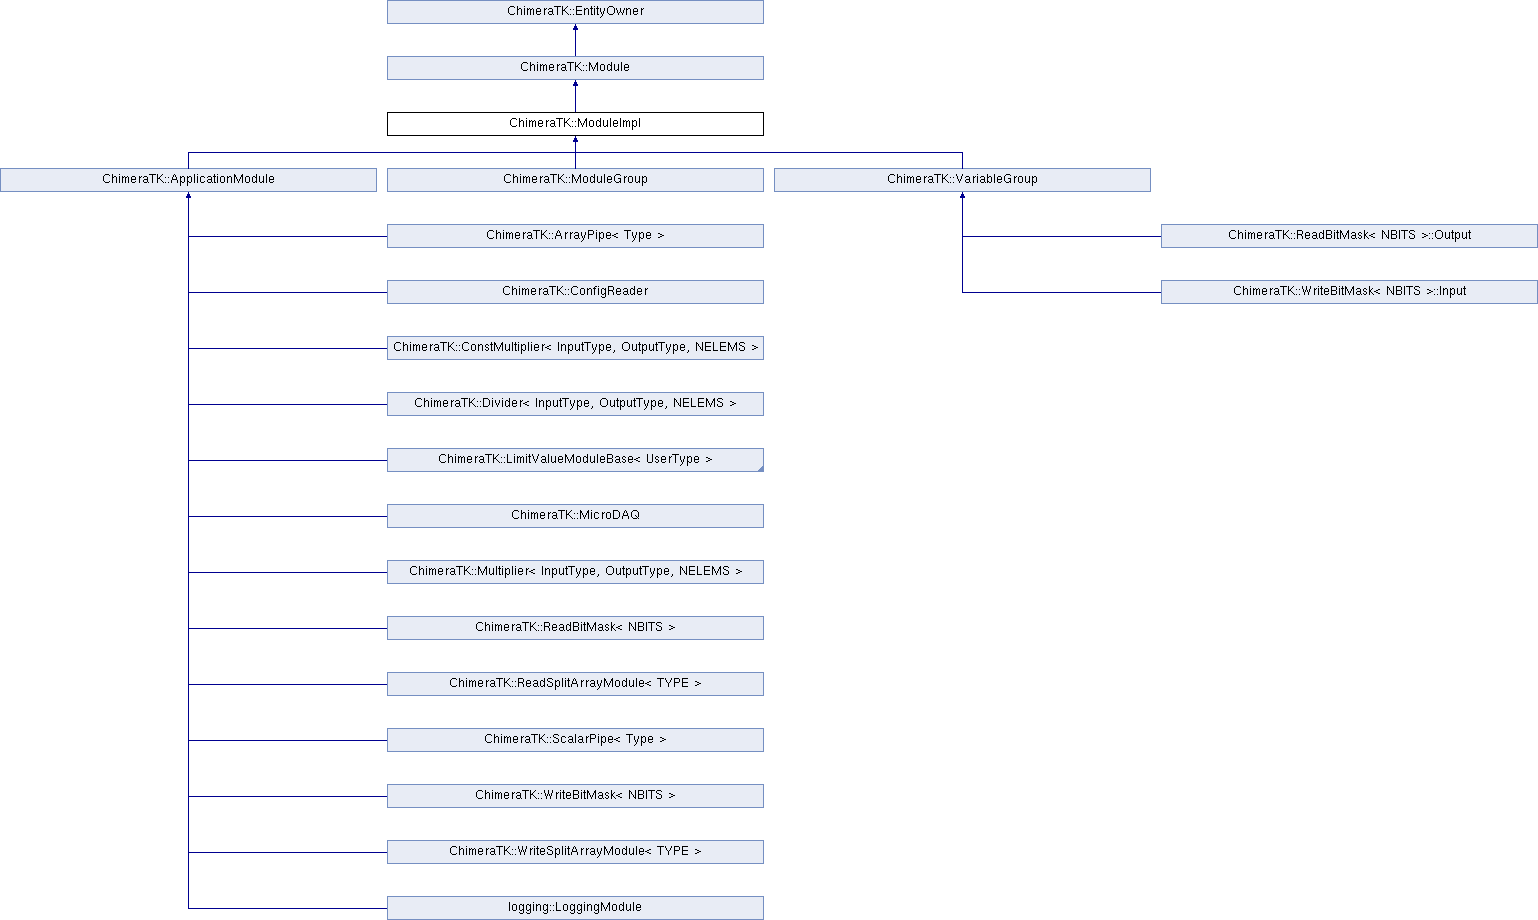 ChimeraTK::EntityOwner
ChimeraTK::Module
ChimeraTK::ModuleImpl
ChimeraTK::ApplicationModule
ChimeraTK::ModuleGroup
ChimeraTK::VariableGroup
ChimeraTK::ArrayPipe< Type >
ChimeraTK::ReadBitMask< NBITS >::Output
ChimeraTK::ConfigReader
ChimeraTK::WriteBitMask< NBITS >::Input
ChimeraTK::ConstMultiplier< InputType, OutputType, NELEMS >
ChimeraTK::Divider< InputType, OutputType, NELEMS >
ChimeraTK::LimitValueModuleBase< UserType >
ChimeraTK::MicroDAQ
ChimeraTK::Multiplier< InputType, OutputType, NELEMS >
ChimeraTK::ReadBitMask< NBITS >
ChimeraTK::ReadSplitArrayModule< TYPE >
ChimeraTK::ScalarPipe< Type >
ChimeraTK::WriteBitMask< NBITS >
ChimeraTK::WriteSplitArrayModule< TYPE >
logging::LoggingModule